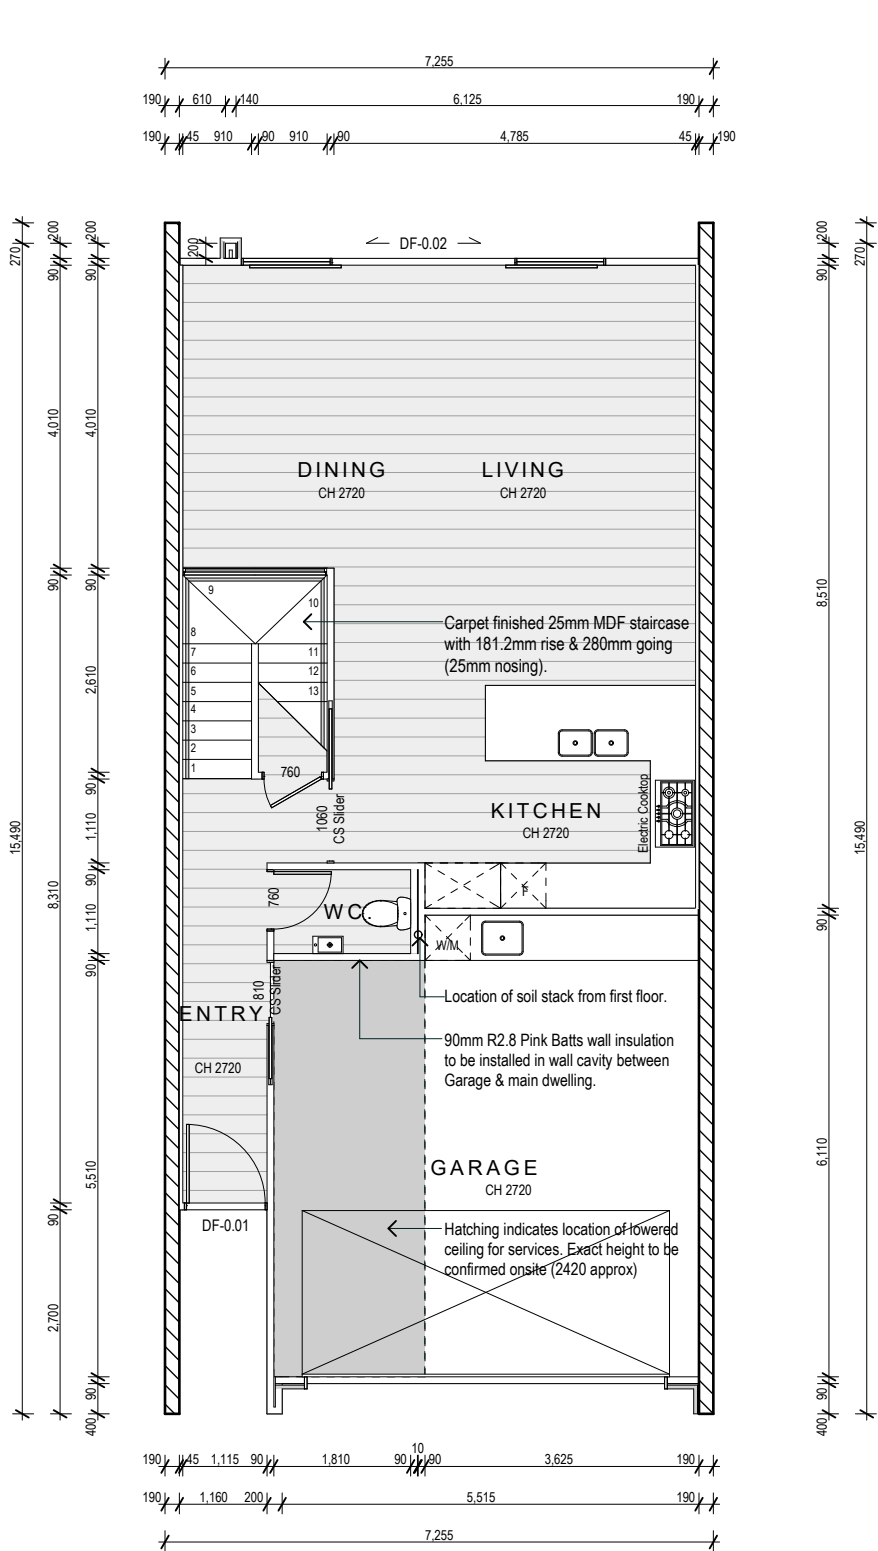 7,255
190 610 140 6,125 190
190 45 910 90 910 90 4,785 45 190
270
200
90
4,010
90
8,310
90
2,700
15,490
200
90
4,010
90
2,610
90
1,110
90
1,110
90
5,510
90
400
200
DF-0.02
DINING
CH 2720
LIVING
CH 2720
9
10
8
7
11
6
12
5
13
4
3
2
1
Carpet finished 25mm MDF staircase
with 181.2mm rise & 280mm going
(25mm nosing).
760
1060
CS Slider
KITCHEN
CH 2720
Electric Cooktop
F
760
WC
W/M
810
CS Slider
ENTRY
CH 2720
Location of soil stack from first floor.
90mm R2.8 Pink Batts wall insulation
to be installed in wall cavity between
Garage & main dwelling.
GARAGE
CH 2720
DF-0.01
Hatching indicates location of lowered
ceiling for services. Exact height to be
confirmed onsite (2420 approx)
200
90
8,510
90
6,110
90
400
270
15,490
190 45 1,115 90 1,810 90 10 90 3,625 190
190 1,160 200 5,515 190
7,255